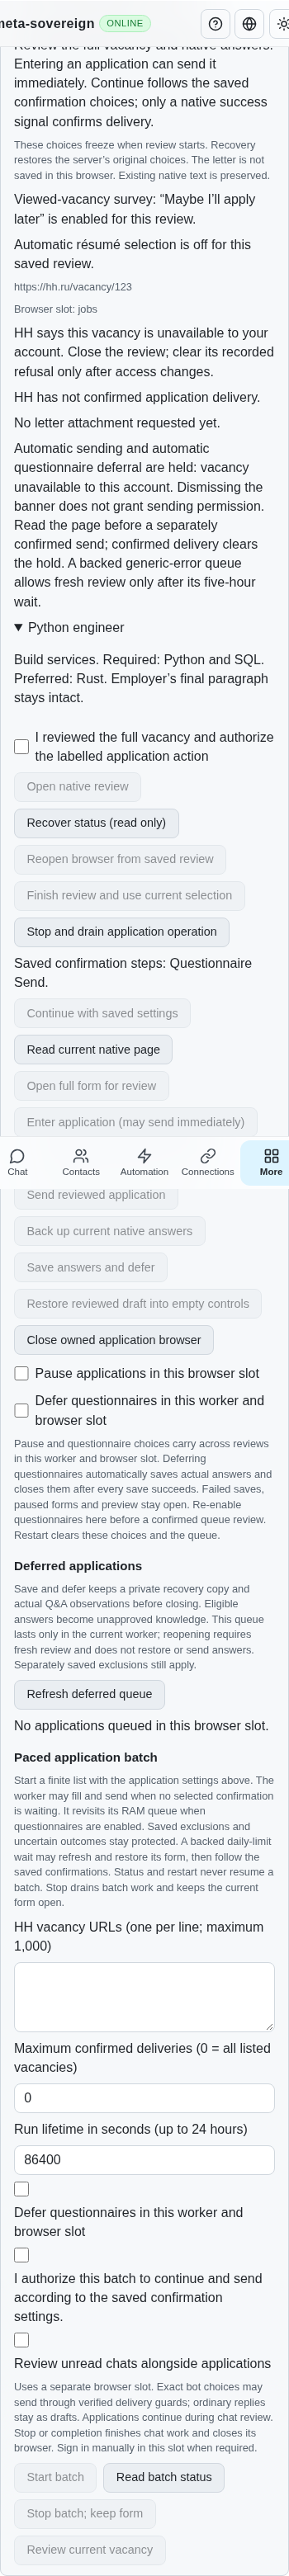 meta-sovereign ONLINE
Review the full vacancy and native answers.
Entering an application can send it
immediately. Continue follows the saved
confirmation choices; only a native success
signal confirms delivery.
These choices freeze when review starts. Recovery
restores the server's original choices. The letter is not
saved in this browser. Existing native text is preserved.
Viewed-vacancy survey: “Maybe I’ll apply
later” is enabled for this review.
Automatic résumé selection is off for this
saved review.
https://hh.ru/vacancy/123
Browser slot: jobs
HH says this vacancy is unavailable to your
account. Close the review; clear its recorded
refusal only after access changes.
HH has not confirmed application delivery.
No letter attachment requested yet.
Automatic sending and automatic
questionnaire deferral are held: vacancy
unavailable to this account. Dismissing the
banner does not grant sending permission.
Read the page before a separately
confirmed send; confirmed delivery clears
the hold. A backed generic-error queue
allows fresh review only after its five-hour
wait.
▼ Python engineer
Build services. Required: Python and SQL.
Preferred: Rust. Employer’s final paragraph
stays intact.
I reviewed the full vacancy and authorize
the labelled application action
Open native review
Recover status (read only)
Reopen browser from saved review
Finish review and use current selection
Stop and drain application operation
Saved confirmation steps: Questionnaire
Send.
Continue with saved settings
Read current native page
Open full form for review
Enter application (may send immediately)
Chat Contacts Automation Connections More
Send reviewed application
Back up current native answers
Save answers and defer
Restore reviewed draft into empty controls
Close owned application browser
Pause applications in this browser slot
Defer questionnaires in this worker and
browser slot
Pause and questionnaire choices carry across reviews
in this worker and browser slot. Deferring
questionnaires automatically saves actual answers and
closes them after every save succeeds. Failed saves,
paused forms and preview stay open. Re-enable
questionnaires here before a confirmed queue review.
Restart clears these choices and the queue.
Deferred applications
Save and defer keeps a private recovery copy and
actual Q&A observations before closing. Eligible
answers become unapproved knowledge. This queue
lasts only in the current worker; reopening requires
fresh review and does not restore or send answers.
Separately saved exclusions still apply.
Refresh deferred queue
No applications queued in this browser slot.
Paced application batch
Start a finite list with the application settings above. The
worker may fill and send when no selected confirmation
is waiting. It revisits its RAM queue when
questionnaires are enabled. Saved exclusions and
uncertain outcomes stay protected. A backed daily-limit
wait may refresh and restore its form, then follow the
saved confirmations. Status and restart never resume a
batch. Stop drains batch work and keeps the current
form open.
HH vacancy URLs (one per line; maximum
1,000)
Maximum confirmed deliveries (0 = all listed
vacancies)
0
Run lifetime in seconds (up to 24 hours)
86400
Defer questionnaires in this worker and
browser slot
I authorize this batch to continue and send
according to the saved confirmation
settings.
Review unread chats alongside applications
Uses a separate browser slot. Exact bot choices may
send through verified delivery guards; ordinary replies
stay as drafts. Applications continue during chat review.
Stop or completion finishes chat work and closes its
browser. Sign in manually in this slot when required.
Start batch Read batch status
Stop batch; keep form
Review current vacancy